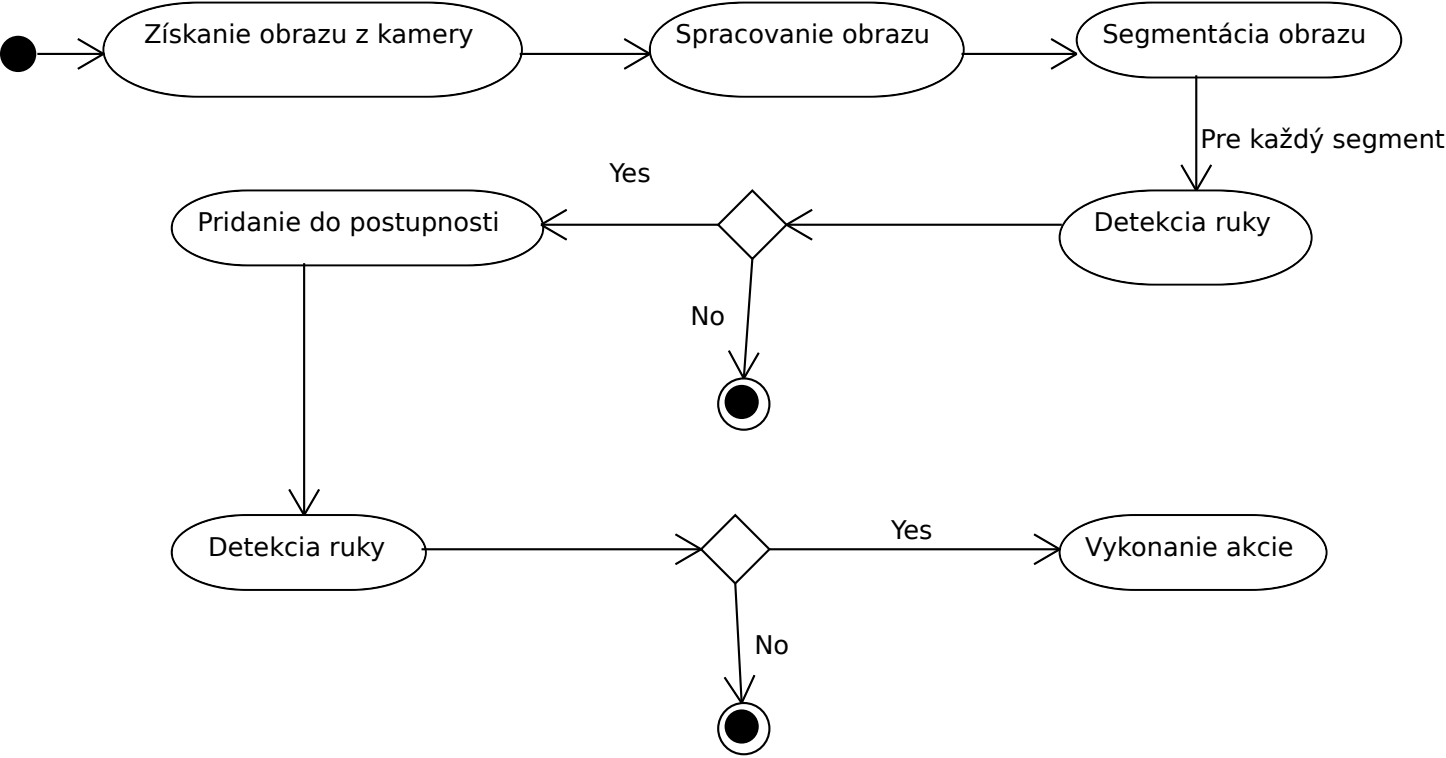 Získanie obrazu z kamery
Spracovanie obrazu
Segmentácia obrazu
Pre každý segment
Detekcia ruky
Yes
No
Pridanie do postupnosti
Detekcia ruky
Yes
No
Vykonanie akcie